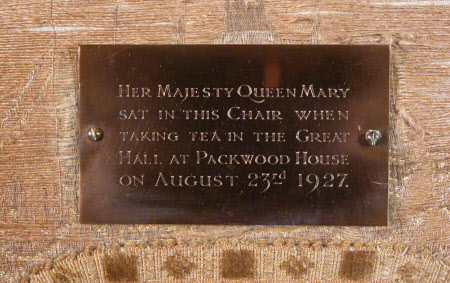 Her Majesty Queen Mary
sat in this Chair when
taking tea in the Great
Hall at Packwood House
on August 23rd 1927.